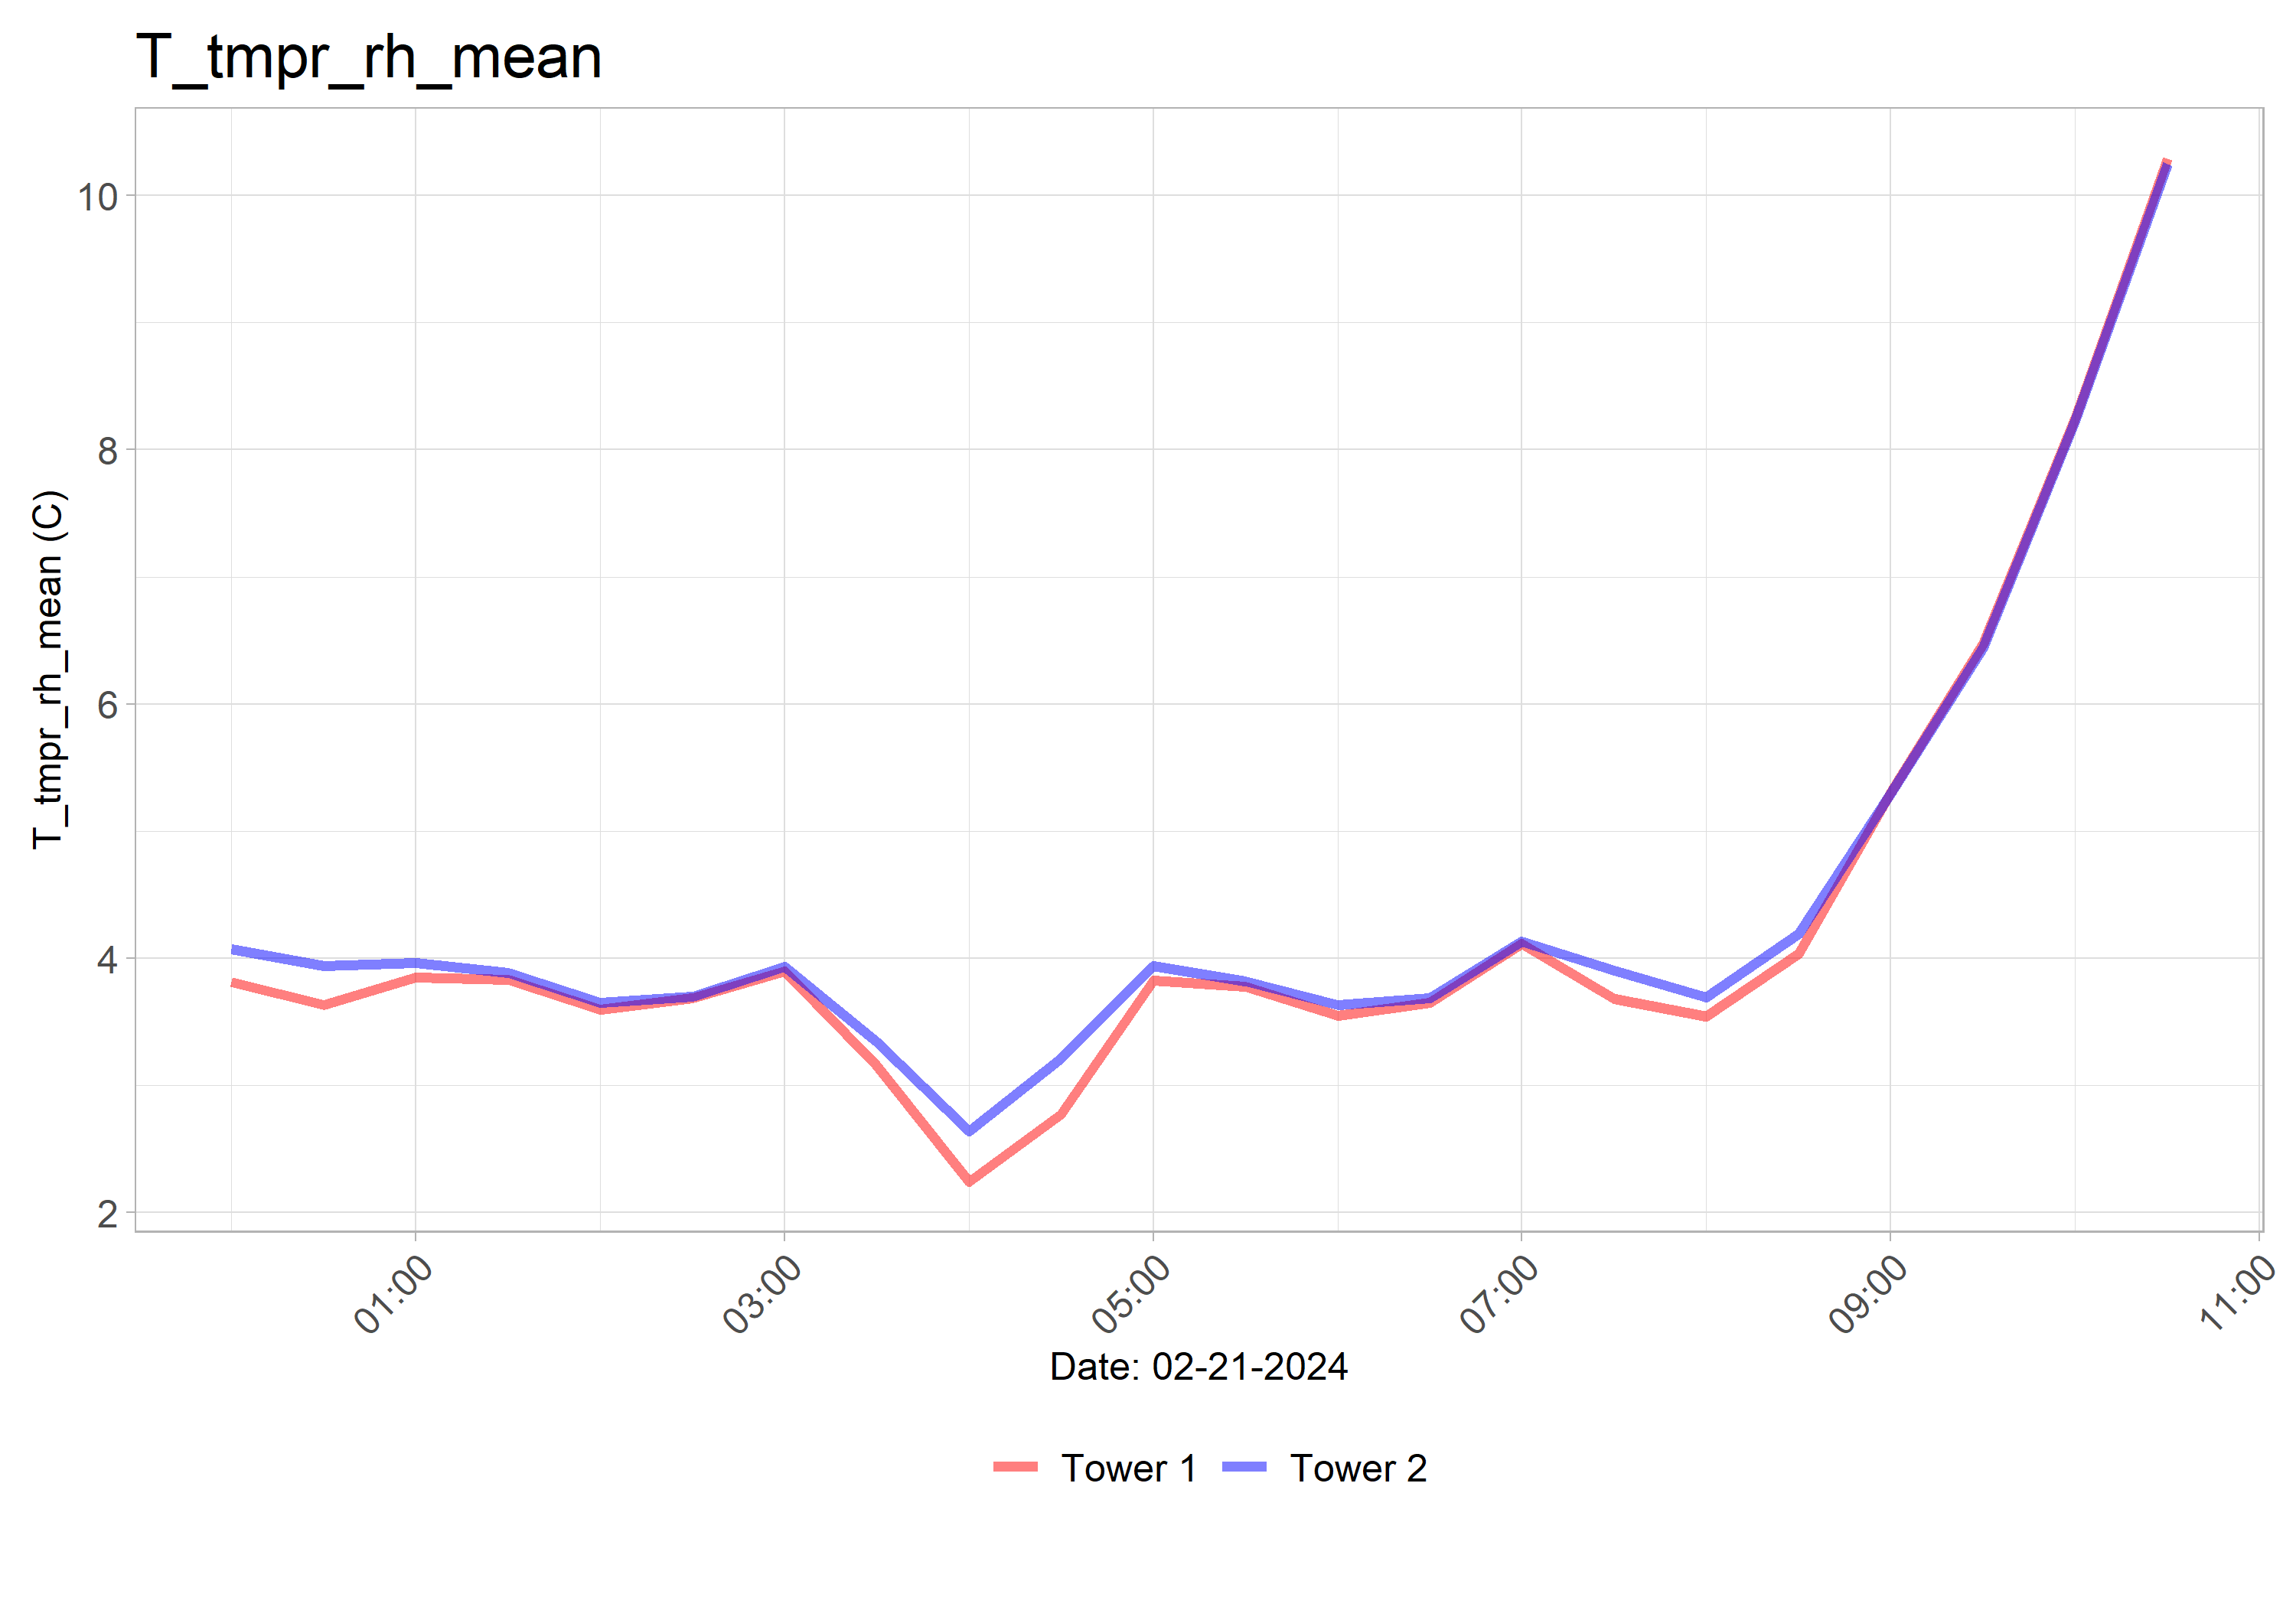 T_tmpr_rh_mean
T_tmpr_rh_mean (C)
10
8
6
4
2
01:00
03:00
05:00
07:00
09:00
11:00
Date: 02-21-2024
Tower 1
Tower 2